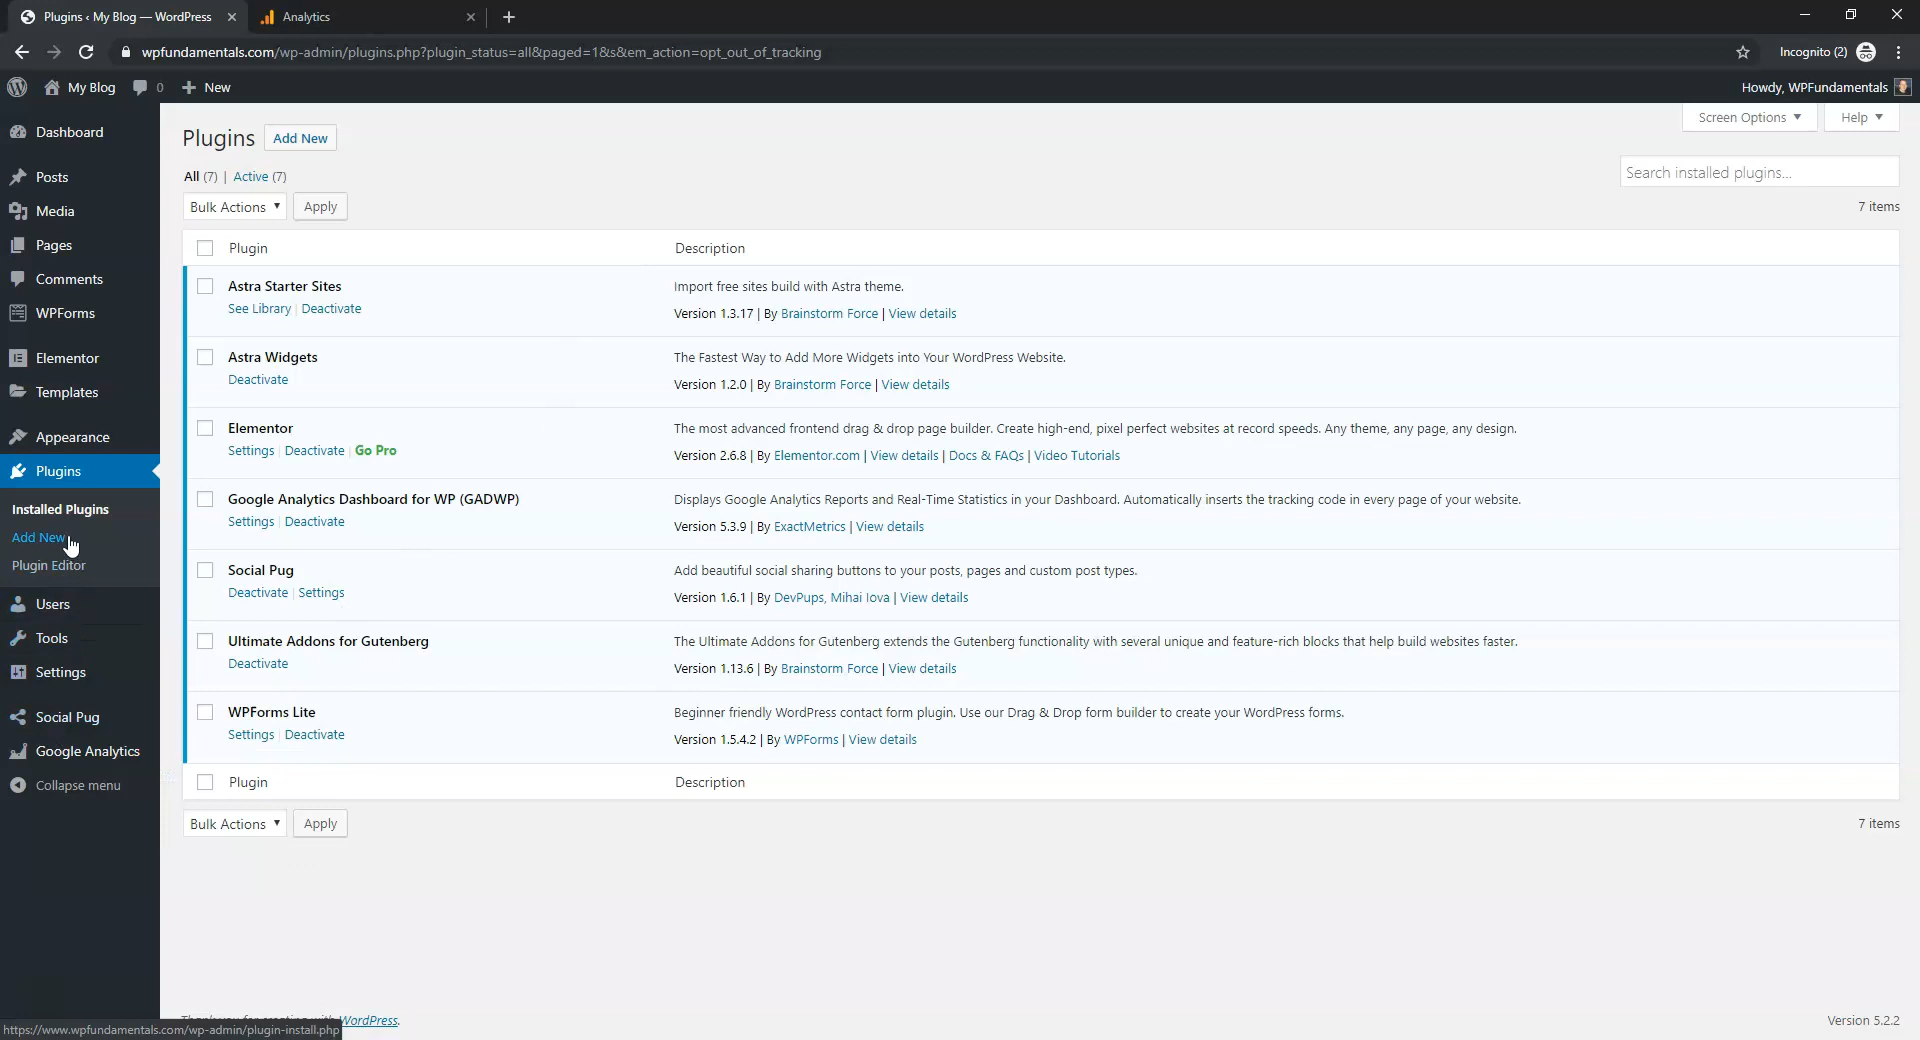 Plugins ‹ My Blog — WordPress
Analytics
wpfundamentals.com/wp-admin/plugins.php?plugin_status=all&paged=1&s&em_action=opt_out_of_tracking
Incognito (2)
My Blog
0
New
Howdy, WPFundamentals
Dashboard
Posts
Media
Pages
Comments
WPForms
Elementor
Templates
Appearance
Plugins
Installed Plugins
Add New
Plugin Editor
Users
Tools
Settings
Social Pug
Google Analytics
Collapse menu
Screen Options ▼
Help ▼
Plugins Add New
All (7) | Active (7)
Search installed plugins...
Bulk Actions ▼ Apply
7 items
Plugin Description
Astra Starter Sites
See Library | Deactivate
Import free sites build with Astra theme.
Version 1.3.17 | By Brainstorm Force | View details
Astra Widgets
Deactivate
The Fastest Way to Add More Widgets into Your WordPress Website.
Version 1.2.0 | By Brainstorm Force | View details
Elementor
Settings | Deactivate | Go Pro
The most advanced frontend drag & drop page builder. Create high-end, pixel perfect websites at record speeds. Any theme, any page, any design.
Version 2.6.8 | By Elementor.com | View details | Docs & FAQs | Video Tutorials
Google Analytics Dashboard for WP (GADWP)
Settings | Deactivate
Displays Google Analytics Reports and Real-Time Statistics in your Dashboard. Automatically inserts the tracking code in every page of your website.
Version 5.3.9 | By ExactMetrics | View details
Social Pug
Deactivate | Settings
Add beautiful social sharing buttons to your posts, pages and custom post types.
Version 1.6.1 | By DevPups, Mihai Iova | View details
Ultimate Addons for Gutenberg
Deactivate
The Ultimate Addons for Gutenberg extends the Gutenberg functionality with several unique and feature-rich blocks that help build websites faster.
Version 1.13.6 | By Brainstorm Force | View details
WPForms Lite
Settings | Deactivate
Beginner friendly WordPress contact form plugin. Use our Drag & Drop form builder to create your WordPress forms.
Version 1.5.4.2 | By WPForms | View details
Plugin Description
Bulk Actions ▼ Apply
7 items
WordPress.
Version 5.2.2
https://www.wpfundamentals.com/wp-admin/plugin-install.php